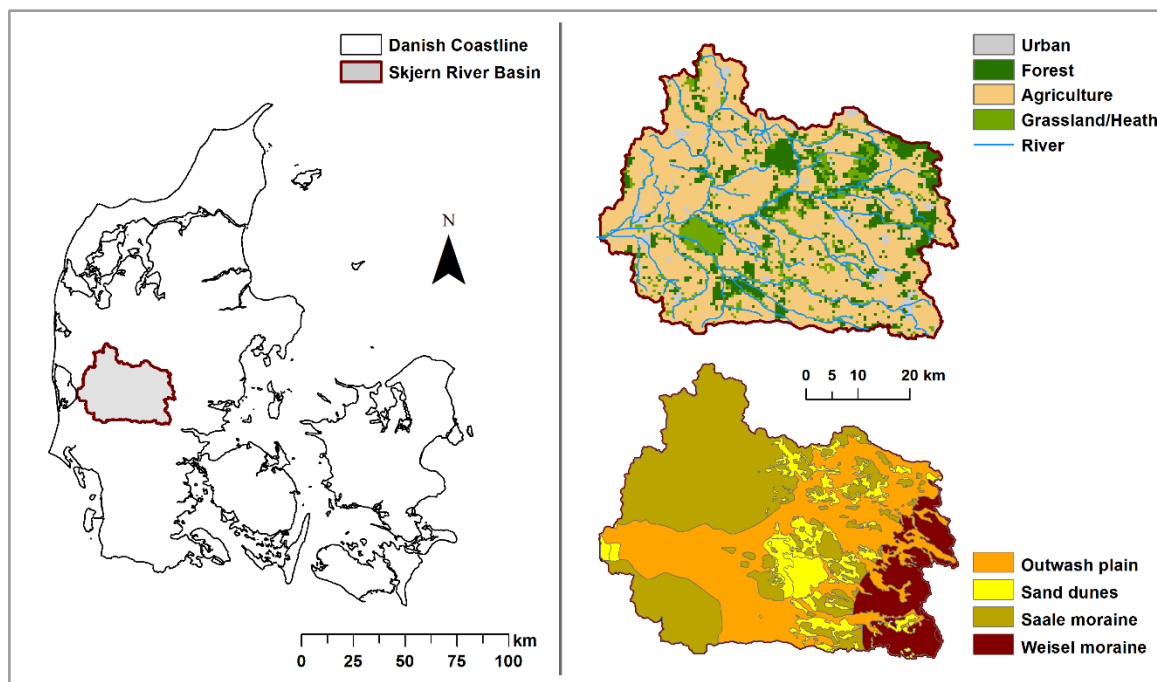 Danish Coastline
Skjern River Basin
N
km
0 25 50 75 100
Urban
Forest
Agriculture
Grassland/Heath
River
0 5 10 20 km
Outwash plain
Sand dunes
Saale moraine
Weisel moraine